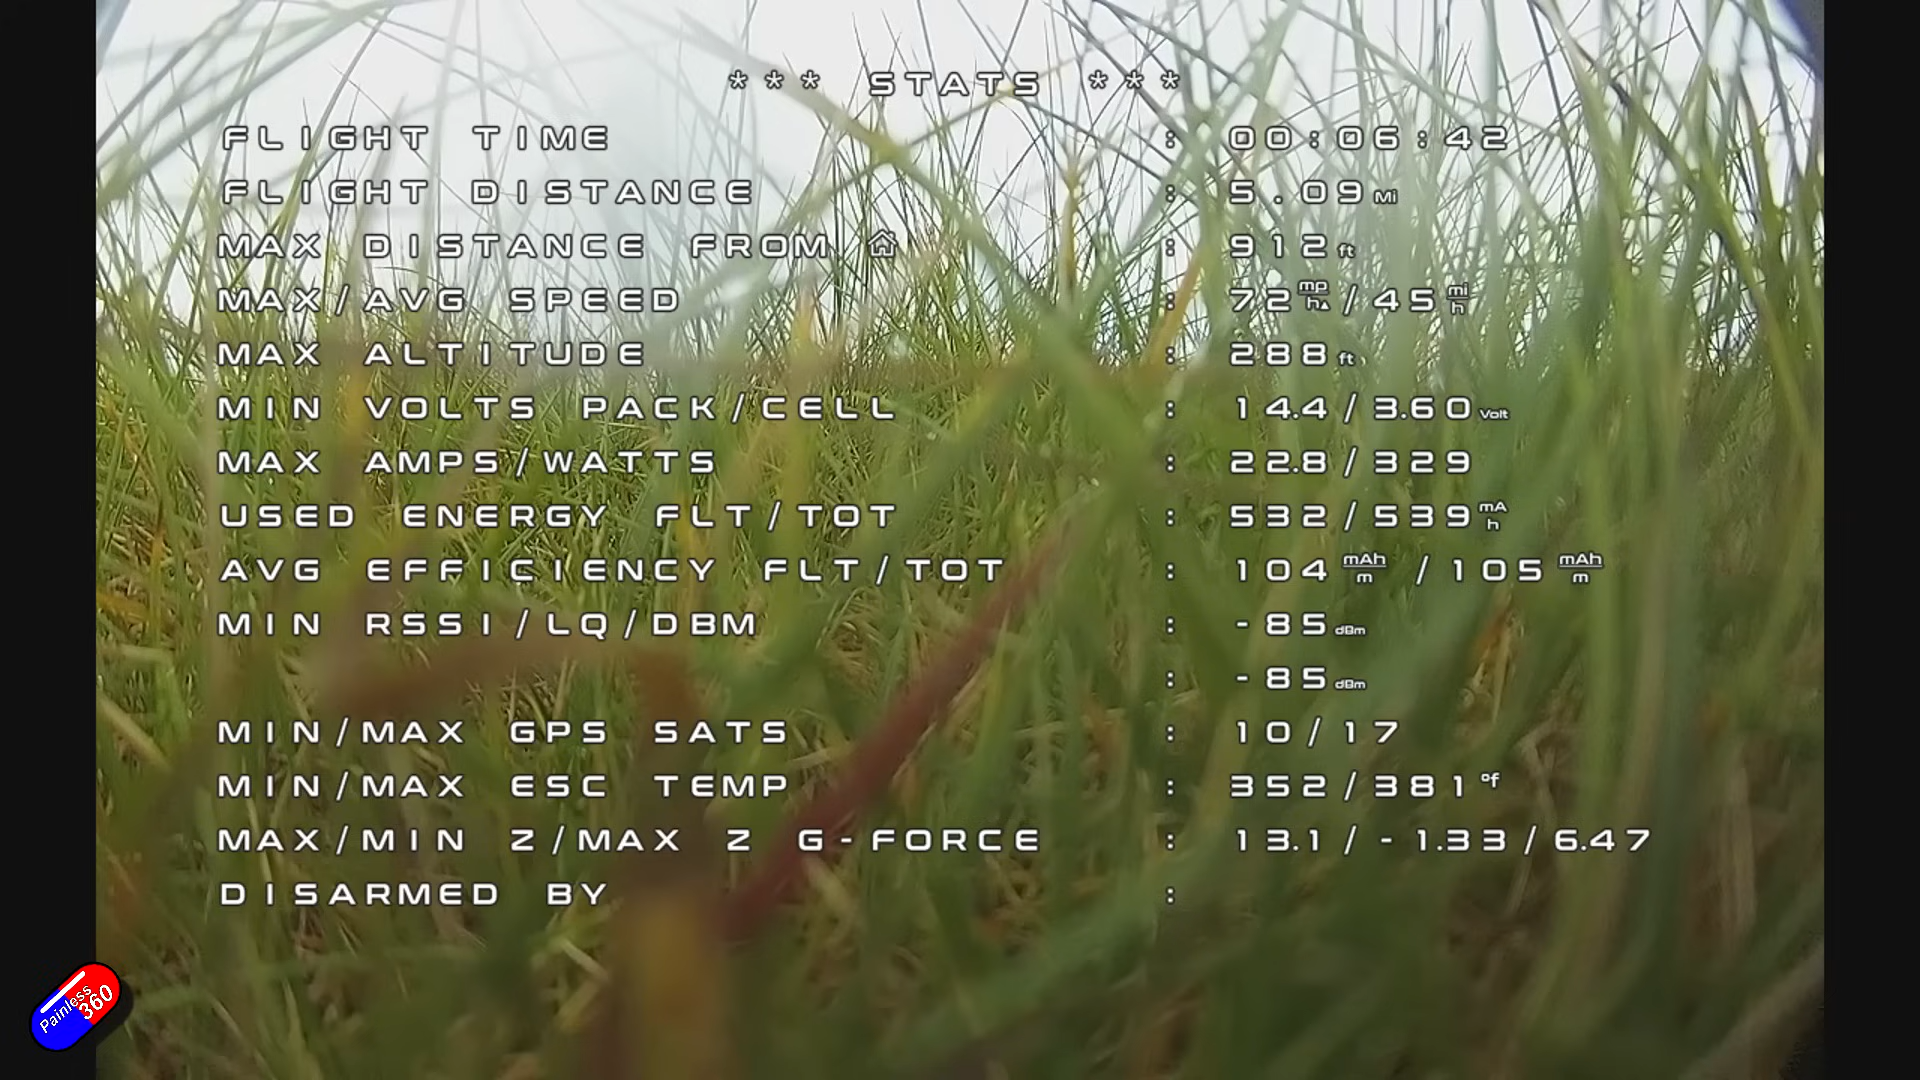 *** STATS ***
FLIGHT TIME : 00:06:42
FLIGHT DISTANCE : 5.09 Mi
MAX DISTANCE FROM : 912 ft
MAX/AVG SPEED : 72 mph / 45 mi/h
MAX ALTITUDE : 288 ft
MIN VOLTS PACK/CELL : 14.4/3.60 Volt
MAX AMPS/WATTS : 22.8/329
USED ENERGY FLT/TOT : 532/539 mAh
AVG EFFICIENCY FLT/TOT : 104 mAh/m / 105 mAh/m
MIN RSSI/LQ/DBM : -85 dBm
: -85 dBm
MIN/MAX GPS SATS : 10/17
MIN/MAX ESC TEMP : 352/381 °f
MAX/MIN Z/MAX Z G-FORCE : 13.1/-1.33/6.47
DISARMED BY :
Painless 360